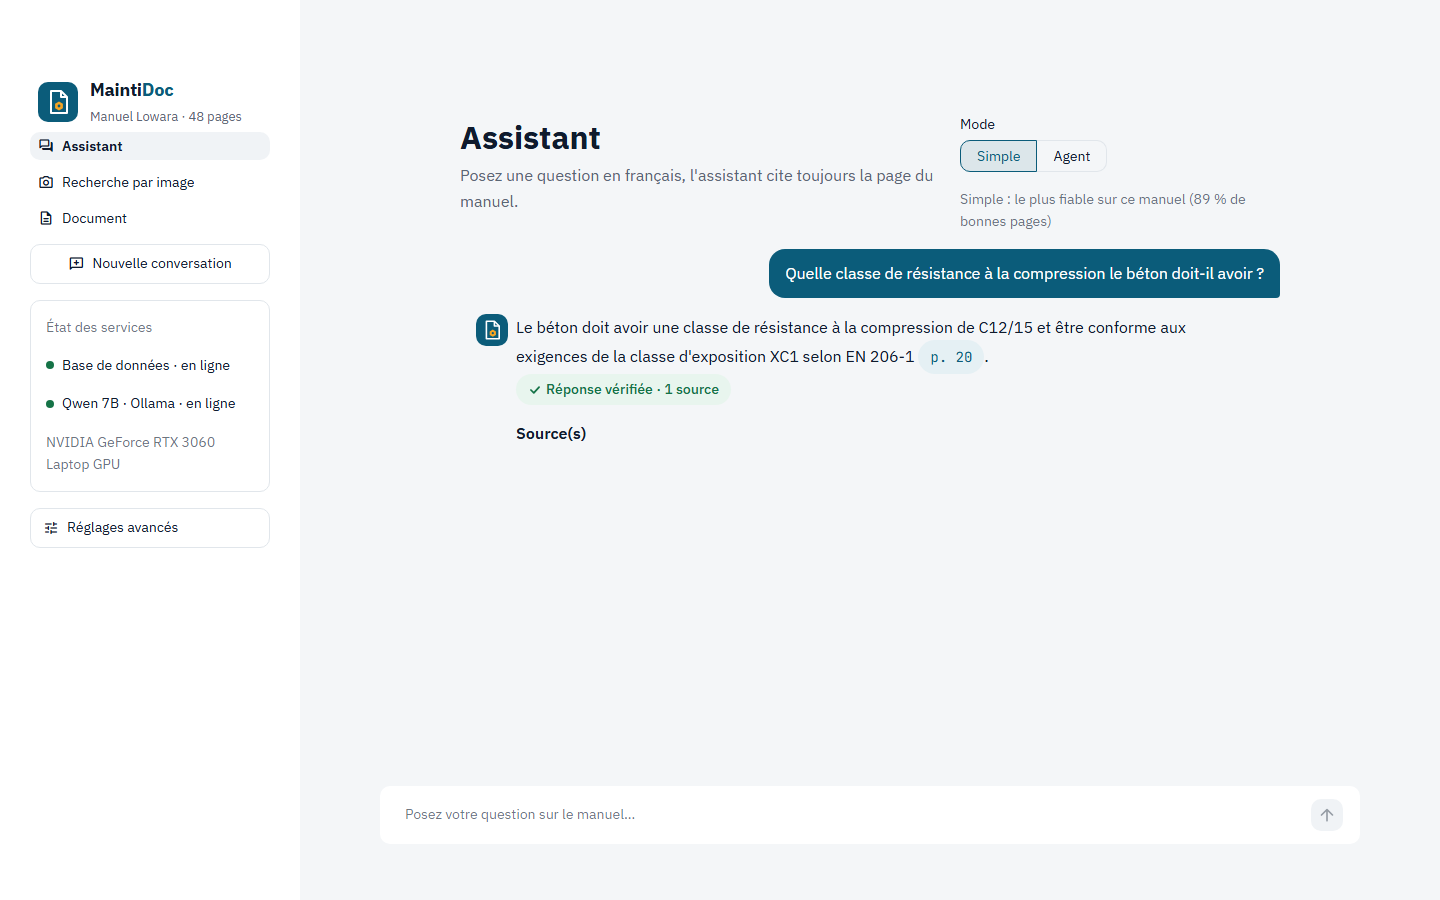 MaintiDoc
Manuel Lowara · 48 pages
Assistant
Recherche par image
Document
Nouvelle conversation
État des services
Base de données · en ligne
Qwen 7B · Ollama · en ligne
NVIDIA GeForce RTX 3060
Laptop GPU
Réglages avancés
Assistant
Posez une question en français, l'assistant cite toujours la page du
manuel.
Mode
Simple
Agent
Simple : le plus fiable sur ce manuel (89 % de
bonnes pages)
Quelle classe de résistance à la compression le béton doit-il avoir ?
Le béton doit avoir une classe de résistance à la compression de C12/15 et être conforme aux
exigences de la classe d'exposition XC1 selon EN 206-1 p. 20 .
Réponse vérifiée · 1 source
Source(s)
Posez votre question sur le manuel...